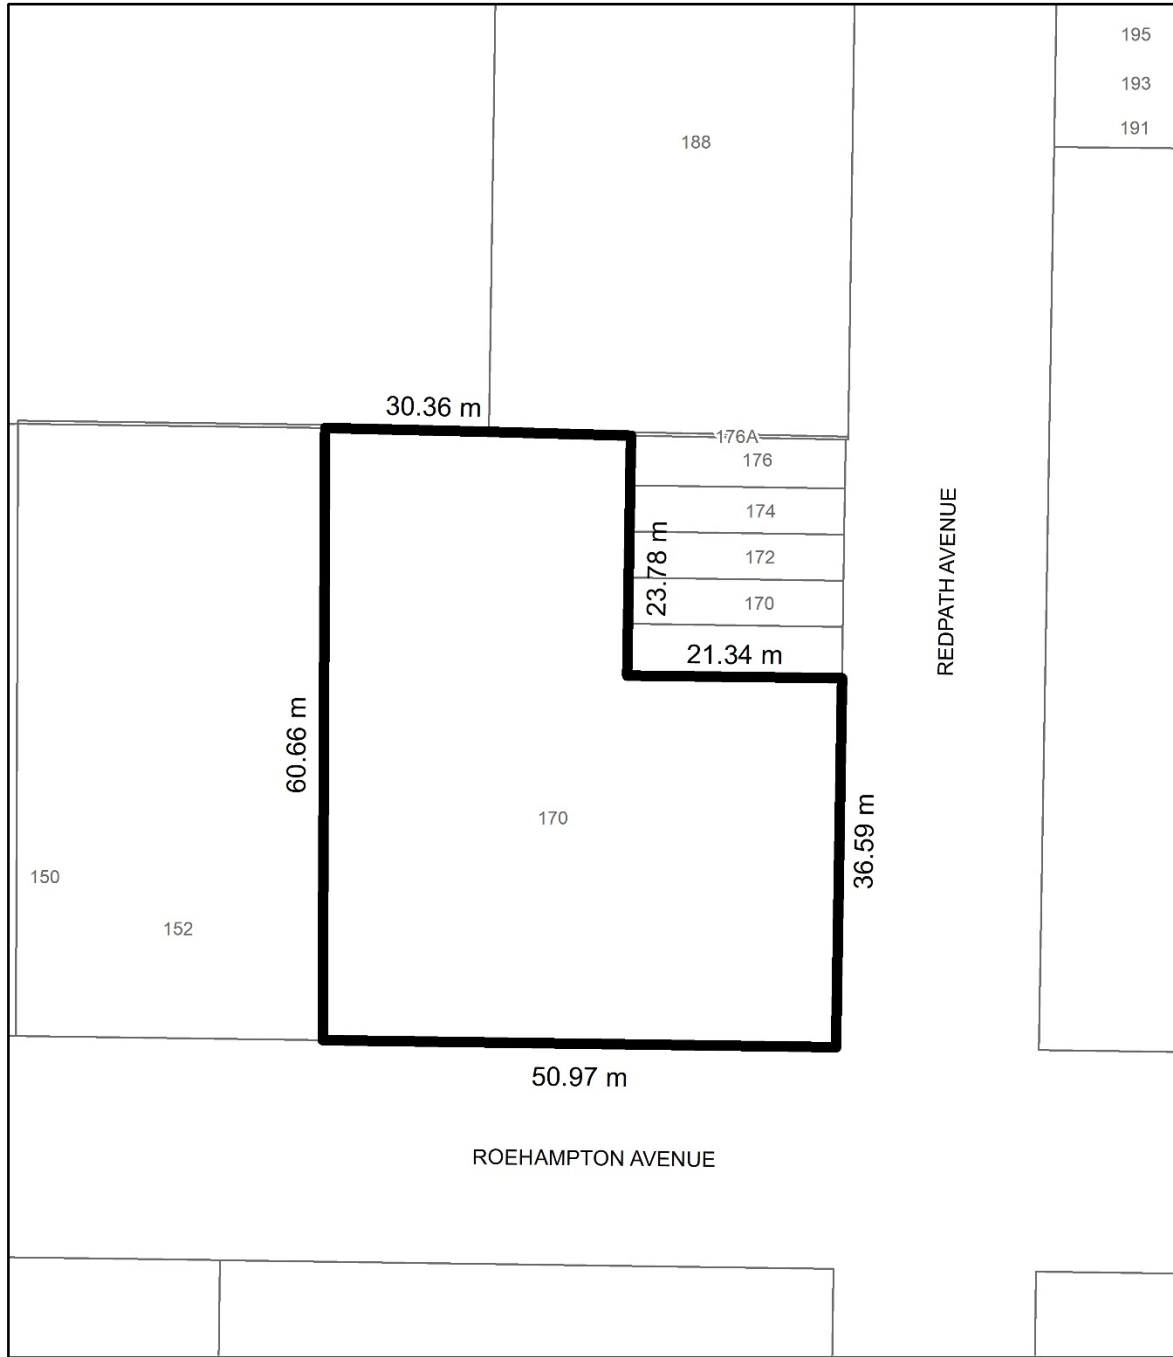 195
193
191
188
30.36 m
176A
176
174
172
170
23.78 m
21.34 m
REDPATH AVENUE
60.66 m
36.59 m
170
150
152
50.97 m
ROEHAMPTON AVENUE